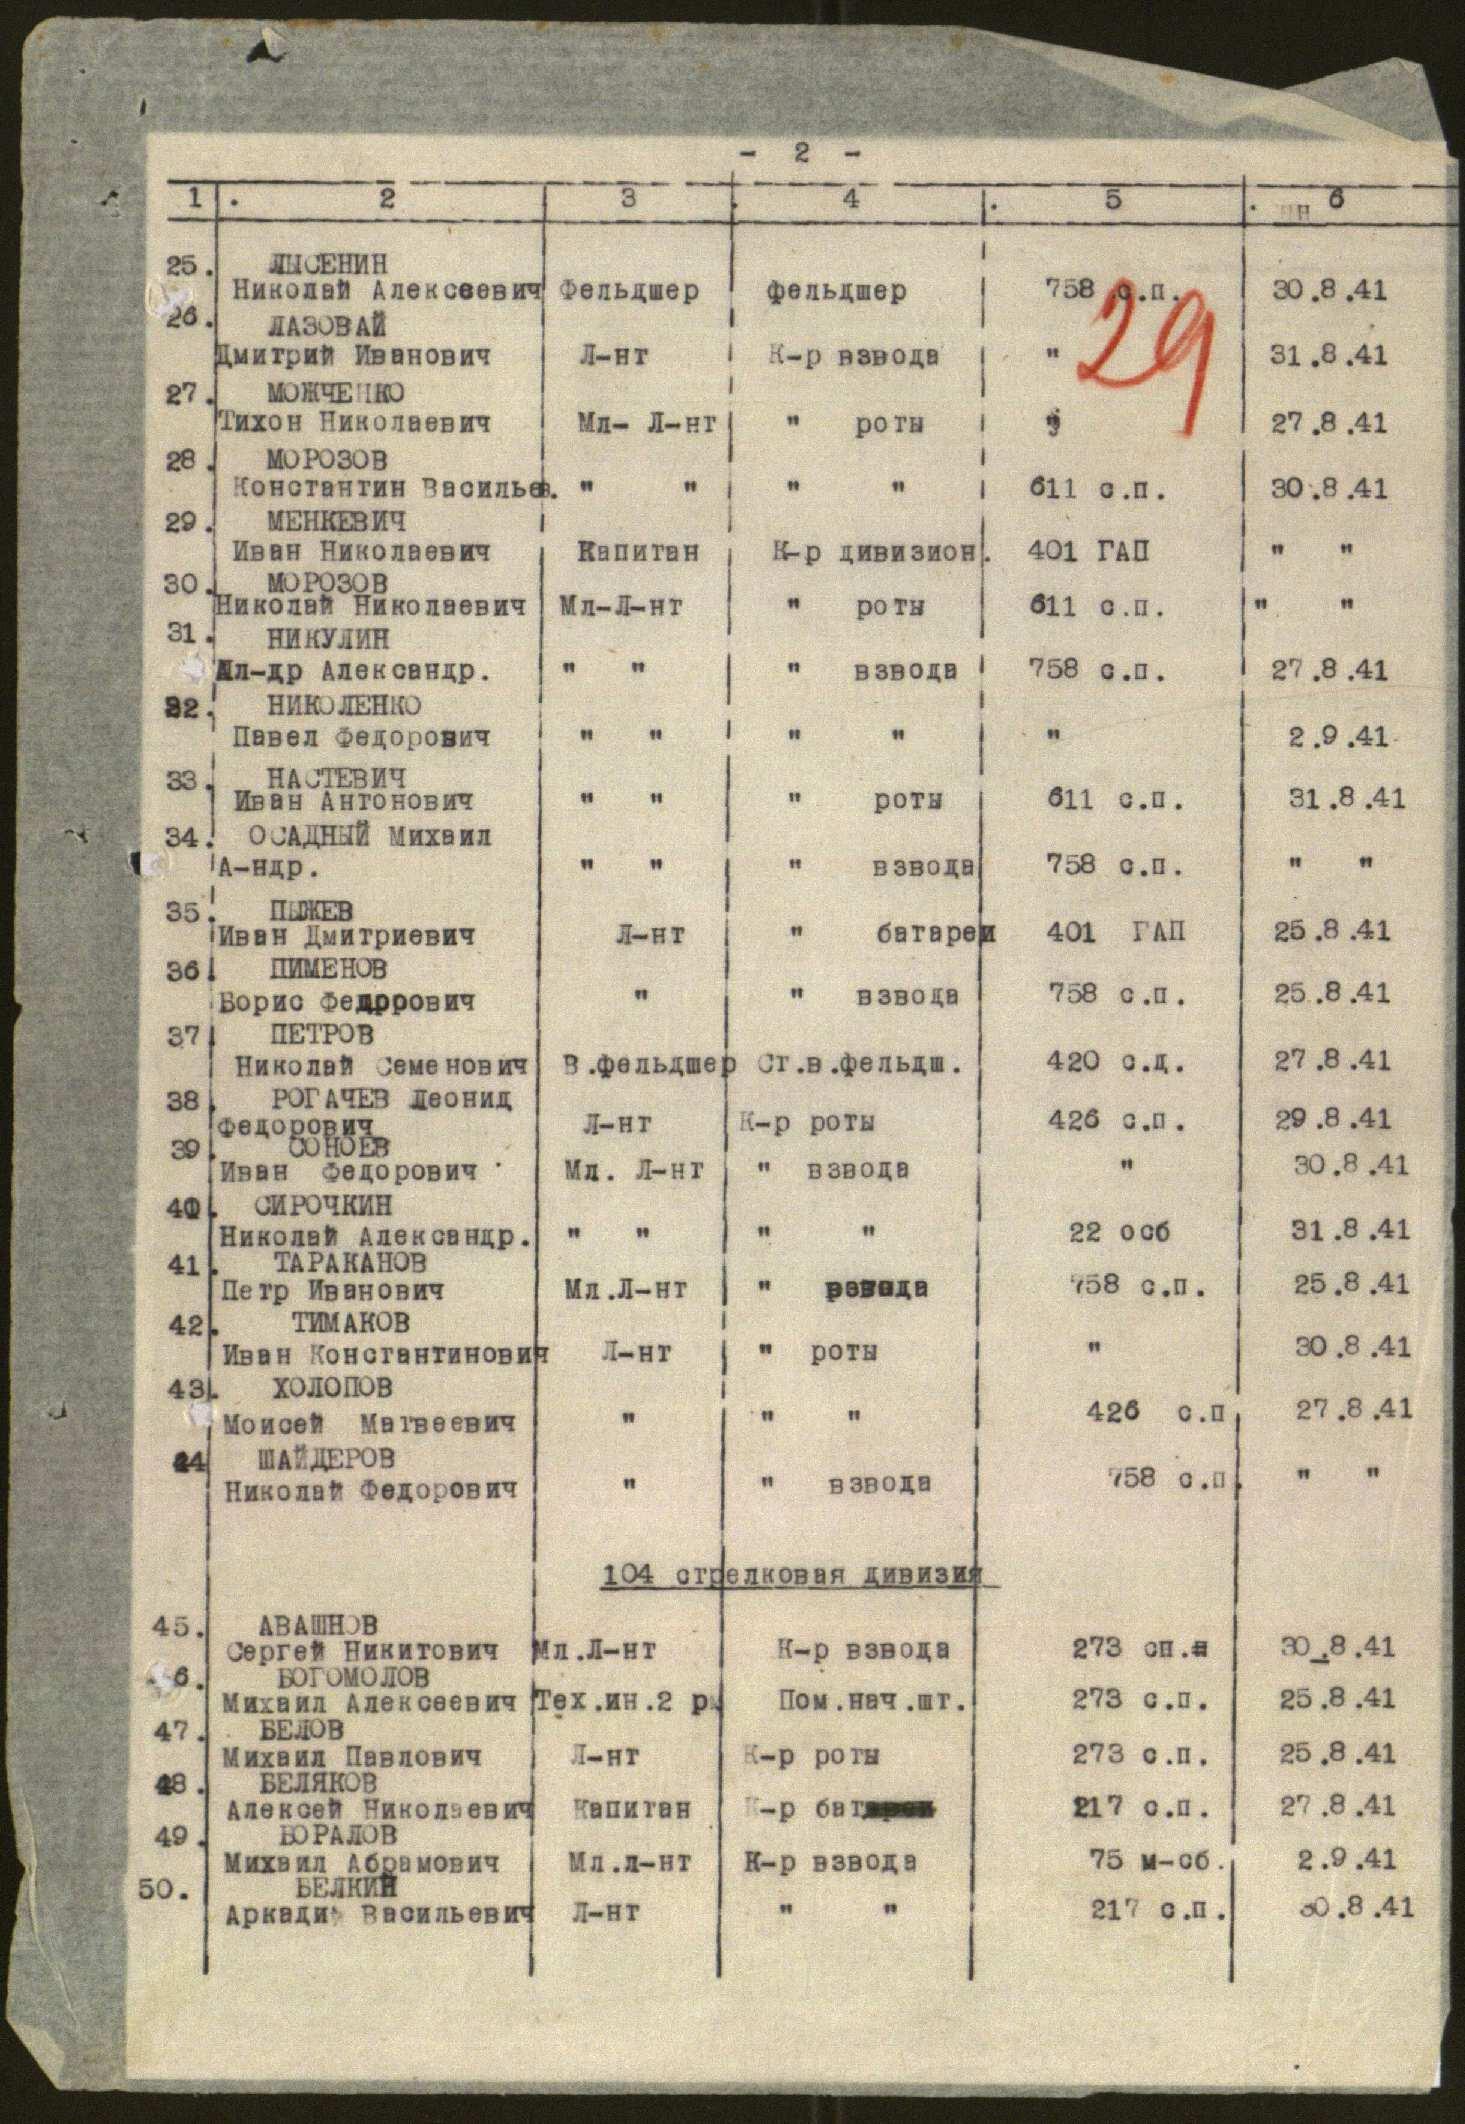 - 2 -
1 . 2 3 . 4 . 5 . 6
25. ЛЫСЕНИН
Николай Алексеевич Фельдшер фельдшер 758 с.п. 30.8.41
29
26. ЛАЗОВАЙ
Дмитрий Иванович Л-нт К-р взвода " 31.8.41
27. МОЖЧЕНКО
Тихон Николаевич Мл- Л-нт " роты " 27.8.41
28. МОРОЗОВ
Константин Васильев. " " " " 611 с.п. 30.8.41
29. МЕНКЕВИЧ
Иван Николаевич Капитан К-р дивизион. 401 ГАП " "
30. МОРОЗОВ
Николай Николаевич Мл-Л-нт " роты 611 с.п. " "
31. НИКУЛИН
Ал-др Александр. " " " взвода 758 с.п. 27.8.41
32. НИКОЛЕНКО
Павел Федорович " " " " " 2.9.41
33. НАСТЕВИЧ
Иван Антонович " " " роты 611 с.п. 31.8.41
34. ОСАДНЫЙ Михаил
А-ндр. " " " взвода 758 с.п. " "
35. ПЫЖЕВ
Иван Дмитриевич Л-нт " батареи 401 ГАП 25.8.41
36. ПИМЕНОВ
Борис Федорович " " взвода 758 с.п. 25.8.41
37. ПЕТРОВ
Николай Семенович В.фельдшер Ст.в.фельдш. 420 с.д. 27.8.41
38. РОГАЧЕВ Леонид
Федорович Л-нт К-р роты 426 с.п. 29.8.41
39. СОНОЕВ
Иван Федорович Мл. Л-нт " взвода " 30.8.41
40. СИРОЧКИН
Николай Александр. " " " " 22 осб 31.8.41
41. ТАРАКАНОВ
Петр Иванович Мл.Л-нт " 758 с.п. 25.8.41
42. ТИМАКОВ
Иван Константинович Л-нт " роты " 30.8.41
43. ХОЛОПОВ
Моисей Матвеевич " " " 426 с.п 27.8.41
44 ШАЙДЕРОВ
Николай Федорович " " взвода 758 с.п. " "
104 стрелковая дивизия
45. АВАШНОВ
Сергей Никитович Мл.Л-нт К-р взвода 273 сп. 30.8.41
6. БОГОМОЛОВ
Михаил Алексеевич Тех.ин.2 р. Пом.нач.шт. 273 с.п. 25.8.41
47. БЕЛОВ
Михаил Павлович Л-нт К-р роты 273 с.п. 25.8.41
48. БЕЛЯКОВ
Алексей Николаевич Капитан К-р бат 217 с.п. 27.8.41
49. БОРАЛОВ
Михаил Абрамович Мл.л-нт К-р взвода 75 м-сб. 2.9.41
50. БЕЛКИН
Аркадий Васильевич Л-нт " " 217 с.п. 30.8.41